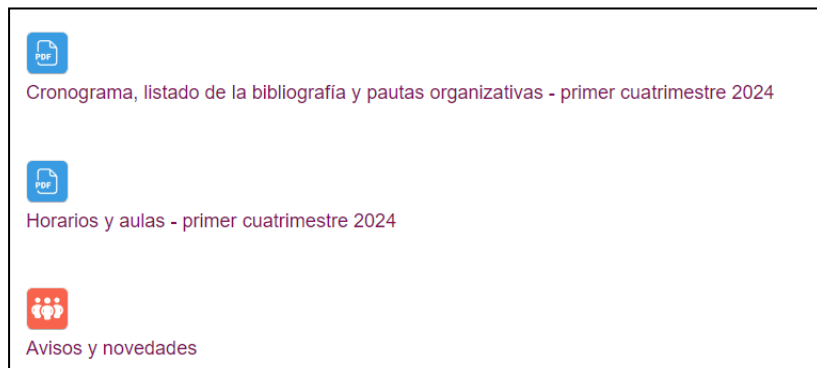 PDF
Cronograma, listado de la bibliografía y pautas organizativas - primer cuatrimestre 2024
PDF
Horarios y aulas - primer cuatrimestre 2024
Avisos y novedades